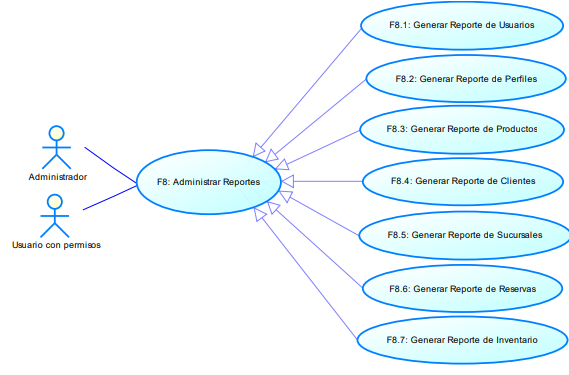 F8.1: Generar Reporte de Usuarios
F8.2: Generar Reporte de Perfiles
F8.3: Generar Reporte de Productos
Administrador
F8: Administrar Reportes
F8.4: Generar Reporte de Clientes
Usuario con permisos
F8.5: Generar Reporte de Sucursales
F8.6: Generar Reporte de Reservas
F8.7: Generar Reporte de Inventario